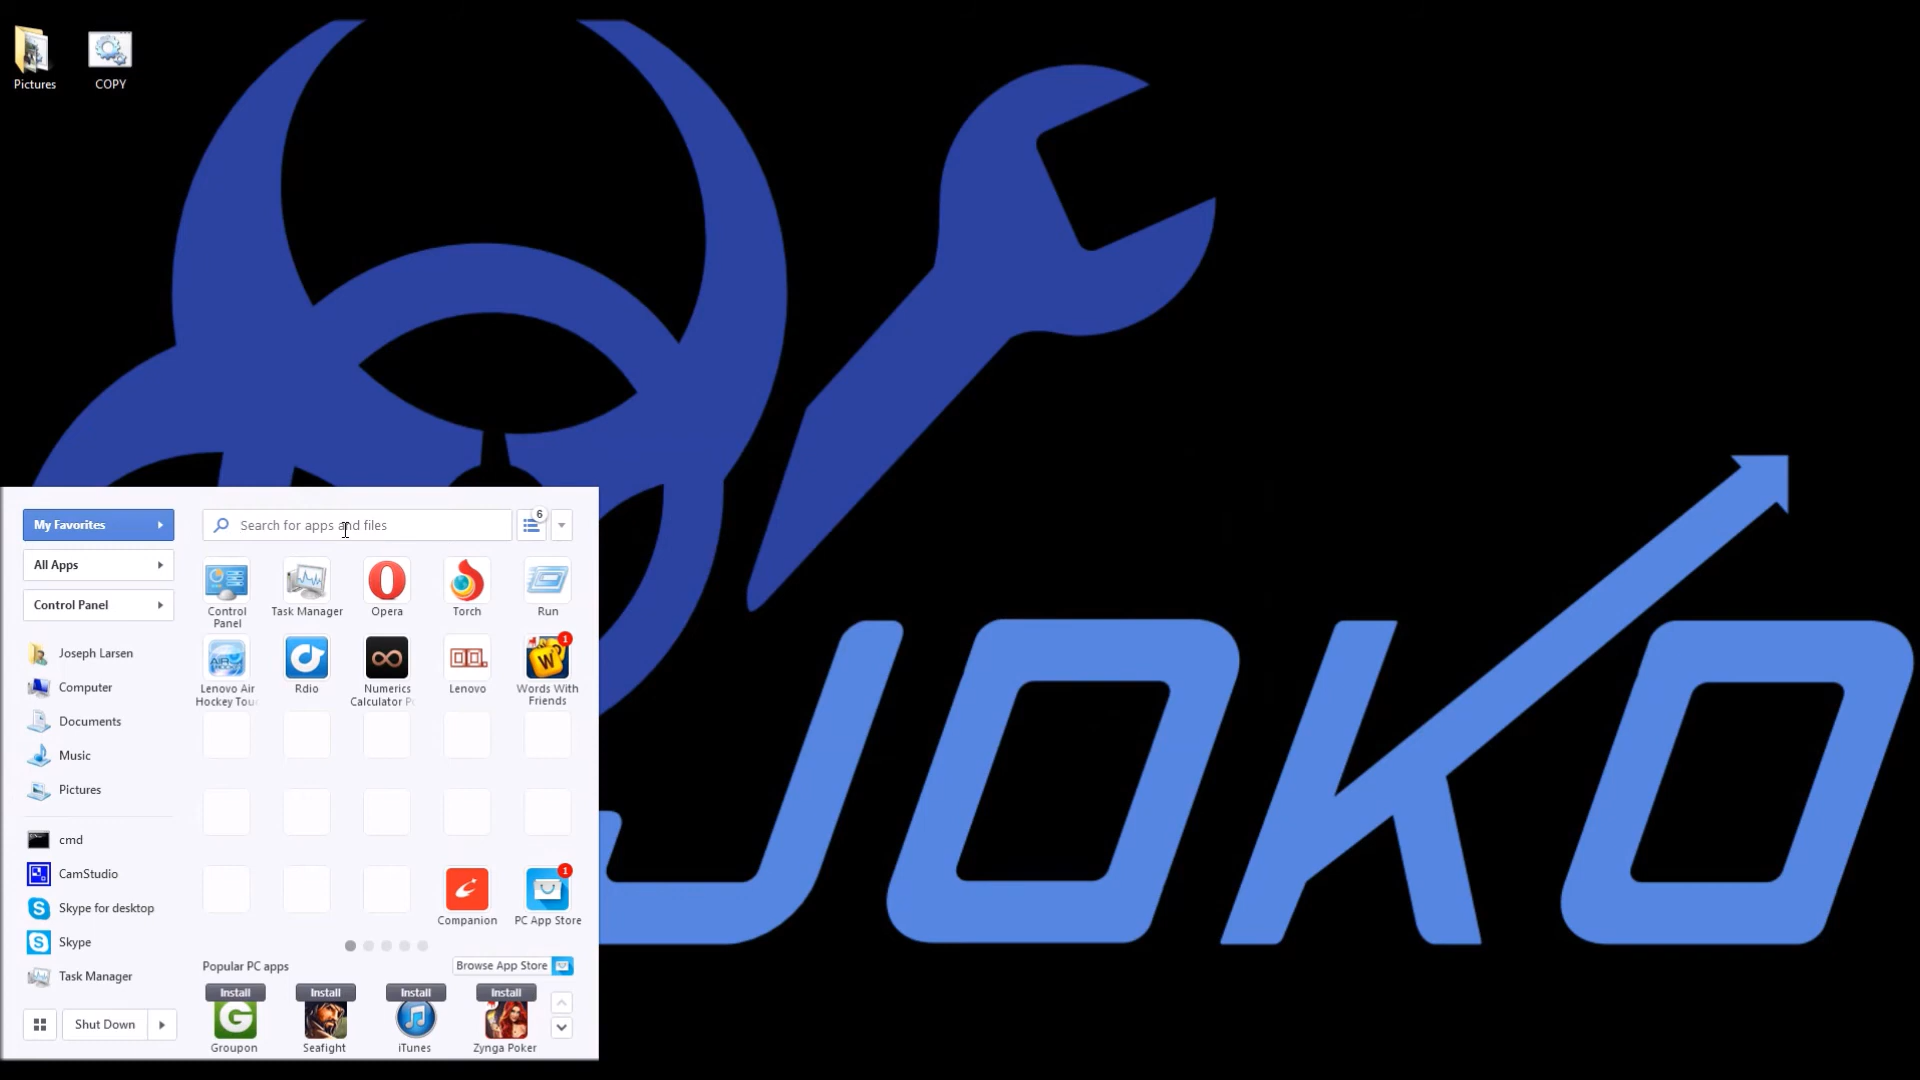 Pictures
COPY
JOKO
My Favorites
Search for apps and files
6
All Apps
Control Panel
Control
Panel
Task Manager
Opera
Torch
Run
Joseph Larsen
Computer
Documents
Music
Pictures
Lenovo Air
Hockey Touc
Rdio
Numerics
Calculator P
Lenovo
1
W
Words With
Friends
cmd
CamStudio
Skype for desktop
Skype
Task Manager
Companion
1
PC App Store
Popular PC apps
Browse App Store
Install
Install
Install
Install
Shut Down
Groupon
Seafight
iTunes
Zynga Poker